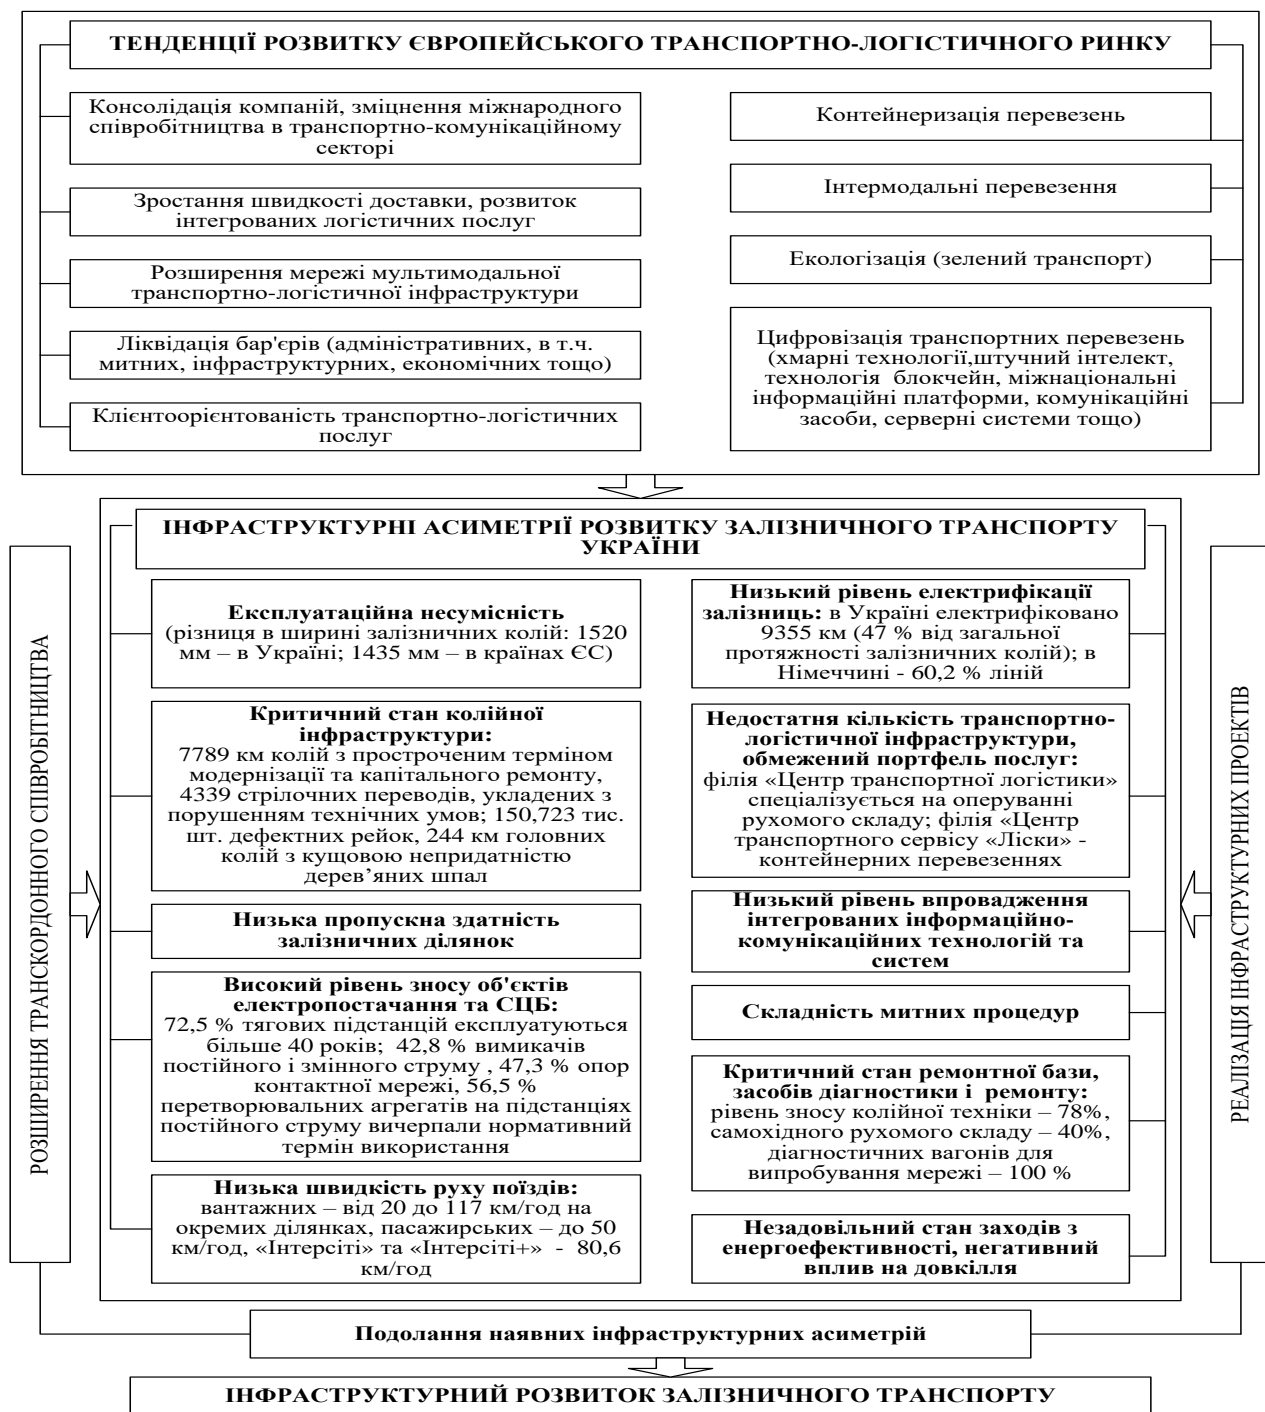 ТЕНДЕНЦІЇ РОЗВИТКУ ЄВРОПЕЙСЬКОГО ТРАНСПОРТНО-ЛОГІСТИЧНОГО РИНКУ
Консолідація компаній, зміцнення міжнародного
співробітництва в транспортно-комунікаційному
секторі
Зростання швидкості доставки, розвиток
інтегрованих логістичних послуг
Розширення мережі мультимодальної
транспортно-логістичної інфраструктури
Ліквідація бар'єрів (адміністративних, в т.ч.
митних, інфраструктурних, економічних тощо)
Клієнтоорієнтованість транспортно-логістичних
послуг
Контейнеризація перевезень
Інтермодальні перевезення
Екологізація (зелений транспорт)
Цифровізація транспортних перевезень
(хмарні технології,штучний інтелект,
технологія  блокчейн, міжнаціональні
інформаційні платформи, комунікаційні
засоби, серверні системи тощо)
ІНФРАСТРУКТУРНІ АСИМЕТРІЇ РОЗВИТКУ ЗАЛІЗНИЧНОГО ТРАНСПОРТУ
УКРАЇНИ
РОЗШИРЕННЯ ТРАНСКОРДОННОГО СПІВРОБІТНИЦТВА
Експлуатаційна несумісність
(різниця в ширині залізничних колій: 1520
мм – в Україні; 1435 мм – в країнах ЄС)
Критичний стан колійної
інфраструктури:
7789 км колій з простроченим терміном
модернізації та капітального ремонту,
4339 стрілочних переводів, укладених з
порушенням технічних умов; 150,723 тис.
шт. дефектних рейок, 244 км головних
колій з кущовою непридатністю
дерев’яних шпал
Низька пропускна здатність
залізничних ділянок
Високий рівень зносу об'єктів
електропостачання та СЦБ:
72,5 % тягових підстанцій експлуатуються
більше 40 років;  42,8 % вимикачів
постійного і змінного струму , 47,3 % опор
контактної мережі, 56,5 %
перетворювальних агрегатів на підстанціях
постійного струму вичерпали нормативний
термін використання
Низька швидкість руху поїздів:
вантажних – від 20 до 117 км/год на
окремих ділянках, пасажирських – до 50
км/год, «Інтерсіті» та «Інтерсіті+»  -  80,6
км/год
Низький рівень електрифікації
залізниць: в Україні електрифіковано
9355 км (47 % від загальної
протяжності залізничних колій); в
Німеччині - 60,2 % ліній
Недостатня кількість транспортно-
логістичної інфраструктури,
обмежений портфель послуг:
філія «Центр транспортної логістики»
спеціалізується на оперуванні
рухомого складу; філія «Центр
транспортного сервісу «Ліски» -
контейнерних перевезеннях
Низький рівень впровадження
інтегрованих інформаційно-
комунікаційних технологій та
систем
Складність митних процедур
Критичний стан ремонтної бази,
засобів діагностики і  ремонту:
рівень зносу колійної техніки – 78%,
самохідного рухомого складу – 40%,
діагностичних вагонів для
випробування мережі – 100 %
Незадовільний стан заходів з
енергоефективності, негативний
вплив на довкілля
РЕАЛІЗАЦІЯ ІНФРАСТРУКТУРНИХ ПРОЕКТІВ
Подолання наявних інфраструктурних асиметрій
ІНФРАСТРУКТУРНИЙ РОЗВИТОК ЗАЛІЗНИЧНОГО ТРАНСПОРТУ